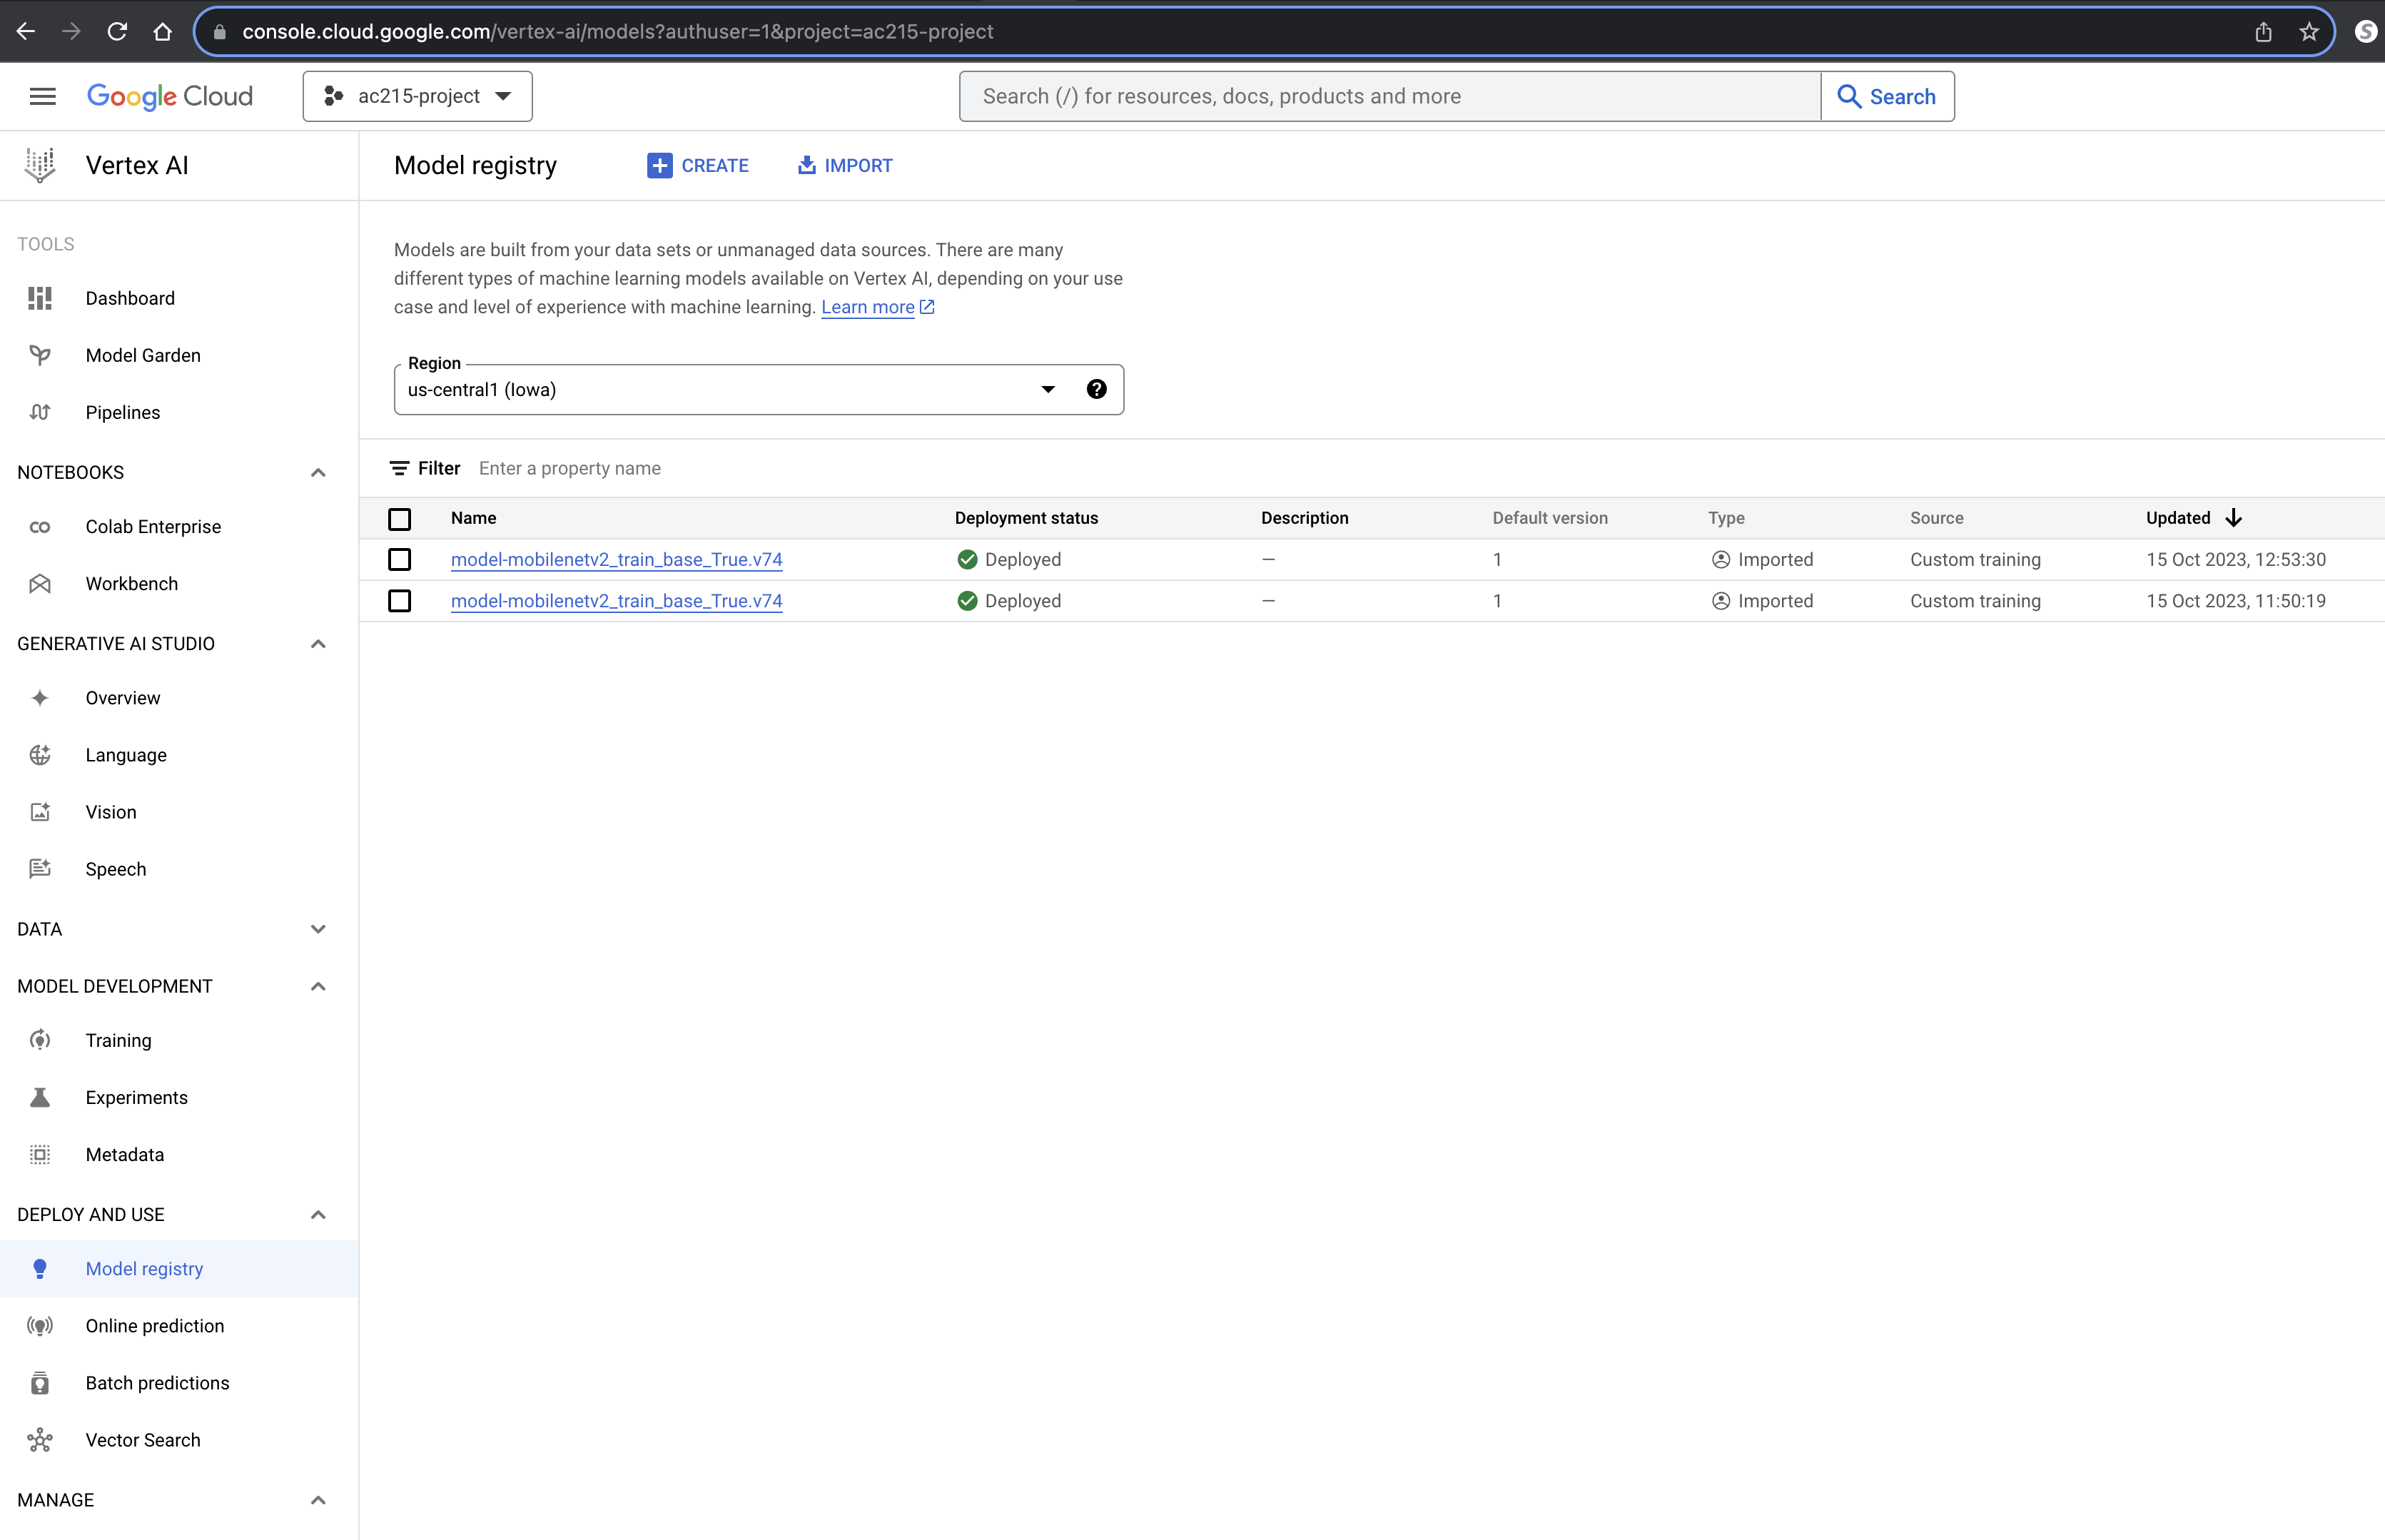 console.cloud.google.com/vertex-ai/models?authuser=1&project=ac215-project
S
Google Cloud
ac215-project
Search (/) for resources, docs, products and more
Search
Vertex AI
Model registry
CREATE
IMPORT
TOOLS
Dashboard
Model Garden
Pipelines
NOTEBOOKS
Colab Enterprise
Workbench
GENERATIVE AI STUDIO
Overview
Language
Vision
Speech
DATA
MODEL DEVELOPMENT
Training
Experiments
Metadata
DEPLOY AND USE
Model registry
Online prediction
Batch predictions
Vector Search
MANAGE
Models are built from your data sets or unmanaged data sources. There are many
different types of machine learning models available on Vertex AI, depending on your use
case and level of experience with machine learning. Learn more
Region
us-central1 (Iowa)
Filter Enter a property name
Name Deployment status Description Default version Type Source Updated
model-mobilenetv2_train_base_True.v74 Deployed — 1 Imported Custom training 15 Oct 2023, 12:53:30
model-mobilenetv2_train_base_True.v74 Deployed — 1 Imported Custom training 15 Oct 2023, 11:50:19